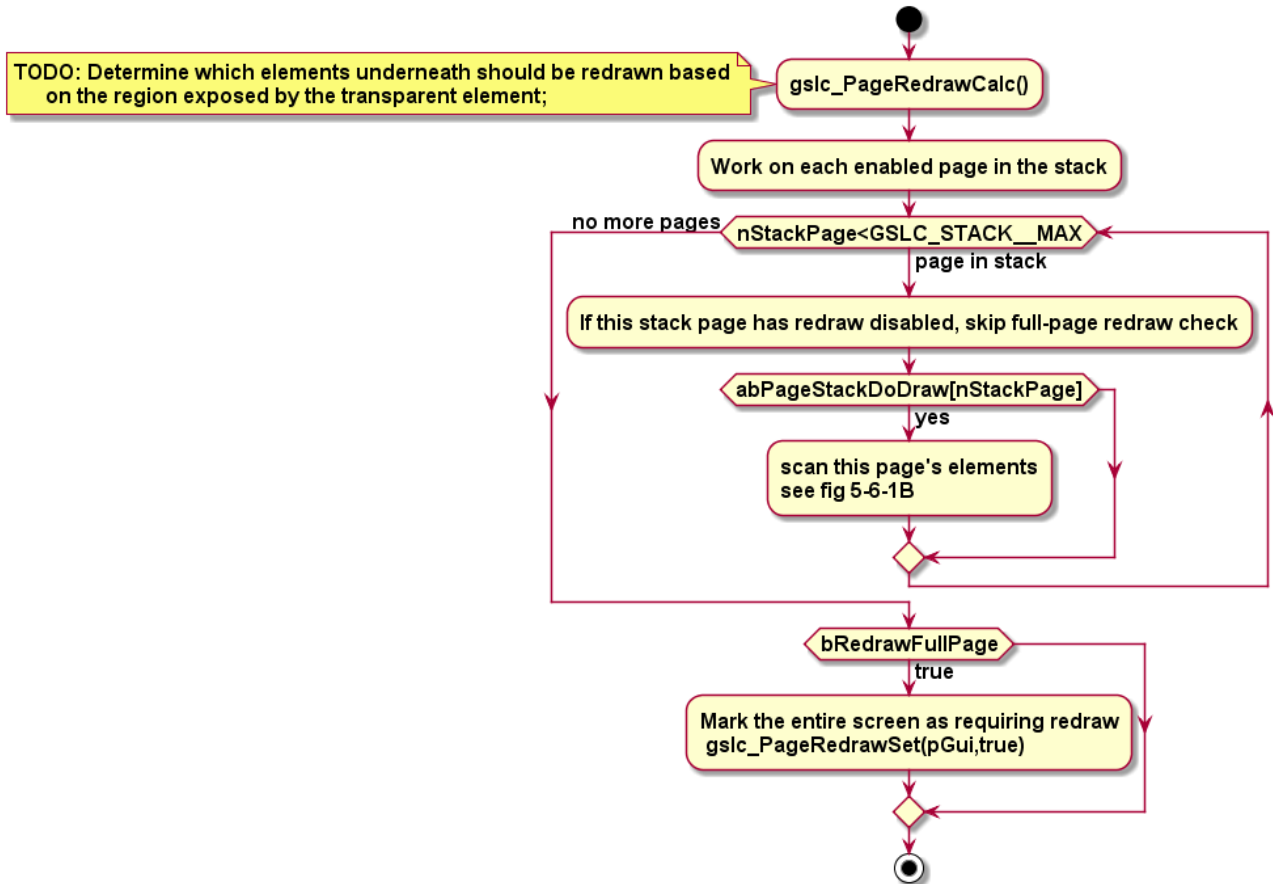 TODO: Determine which elements underneath should be redrawn based
on the region exposed by the transparent element;
gslc_PageRedrawCalc()
Work on each enabled page in the stack
no more pages
nStackPage<GSLC_STACK__MAX
page in stack
If this stack page has redraw disabled, skip full-page redraw check
abPageStackDoDraw[nStackPage]
yes
scan this page's elements
see fig 5-6-1B
bRedrawFullPage
true
Mark the entire screen as requiring redraw
gslc_PageRedrawSet(pGui,true)